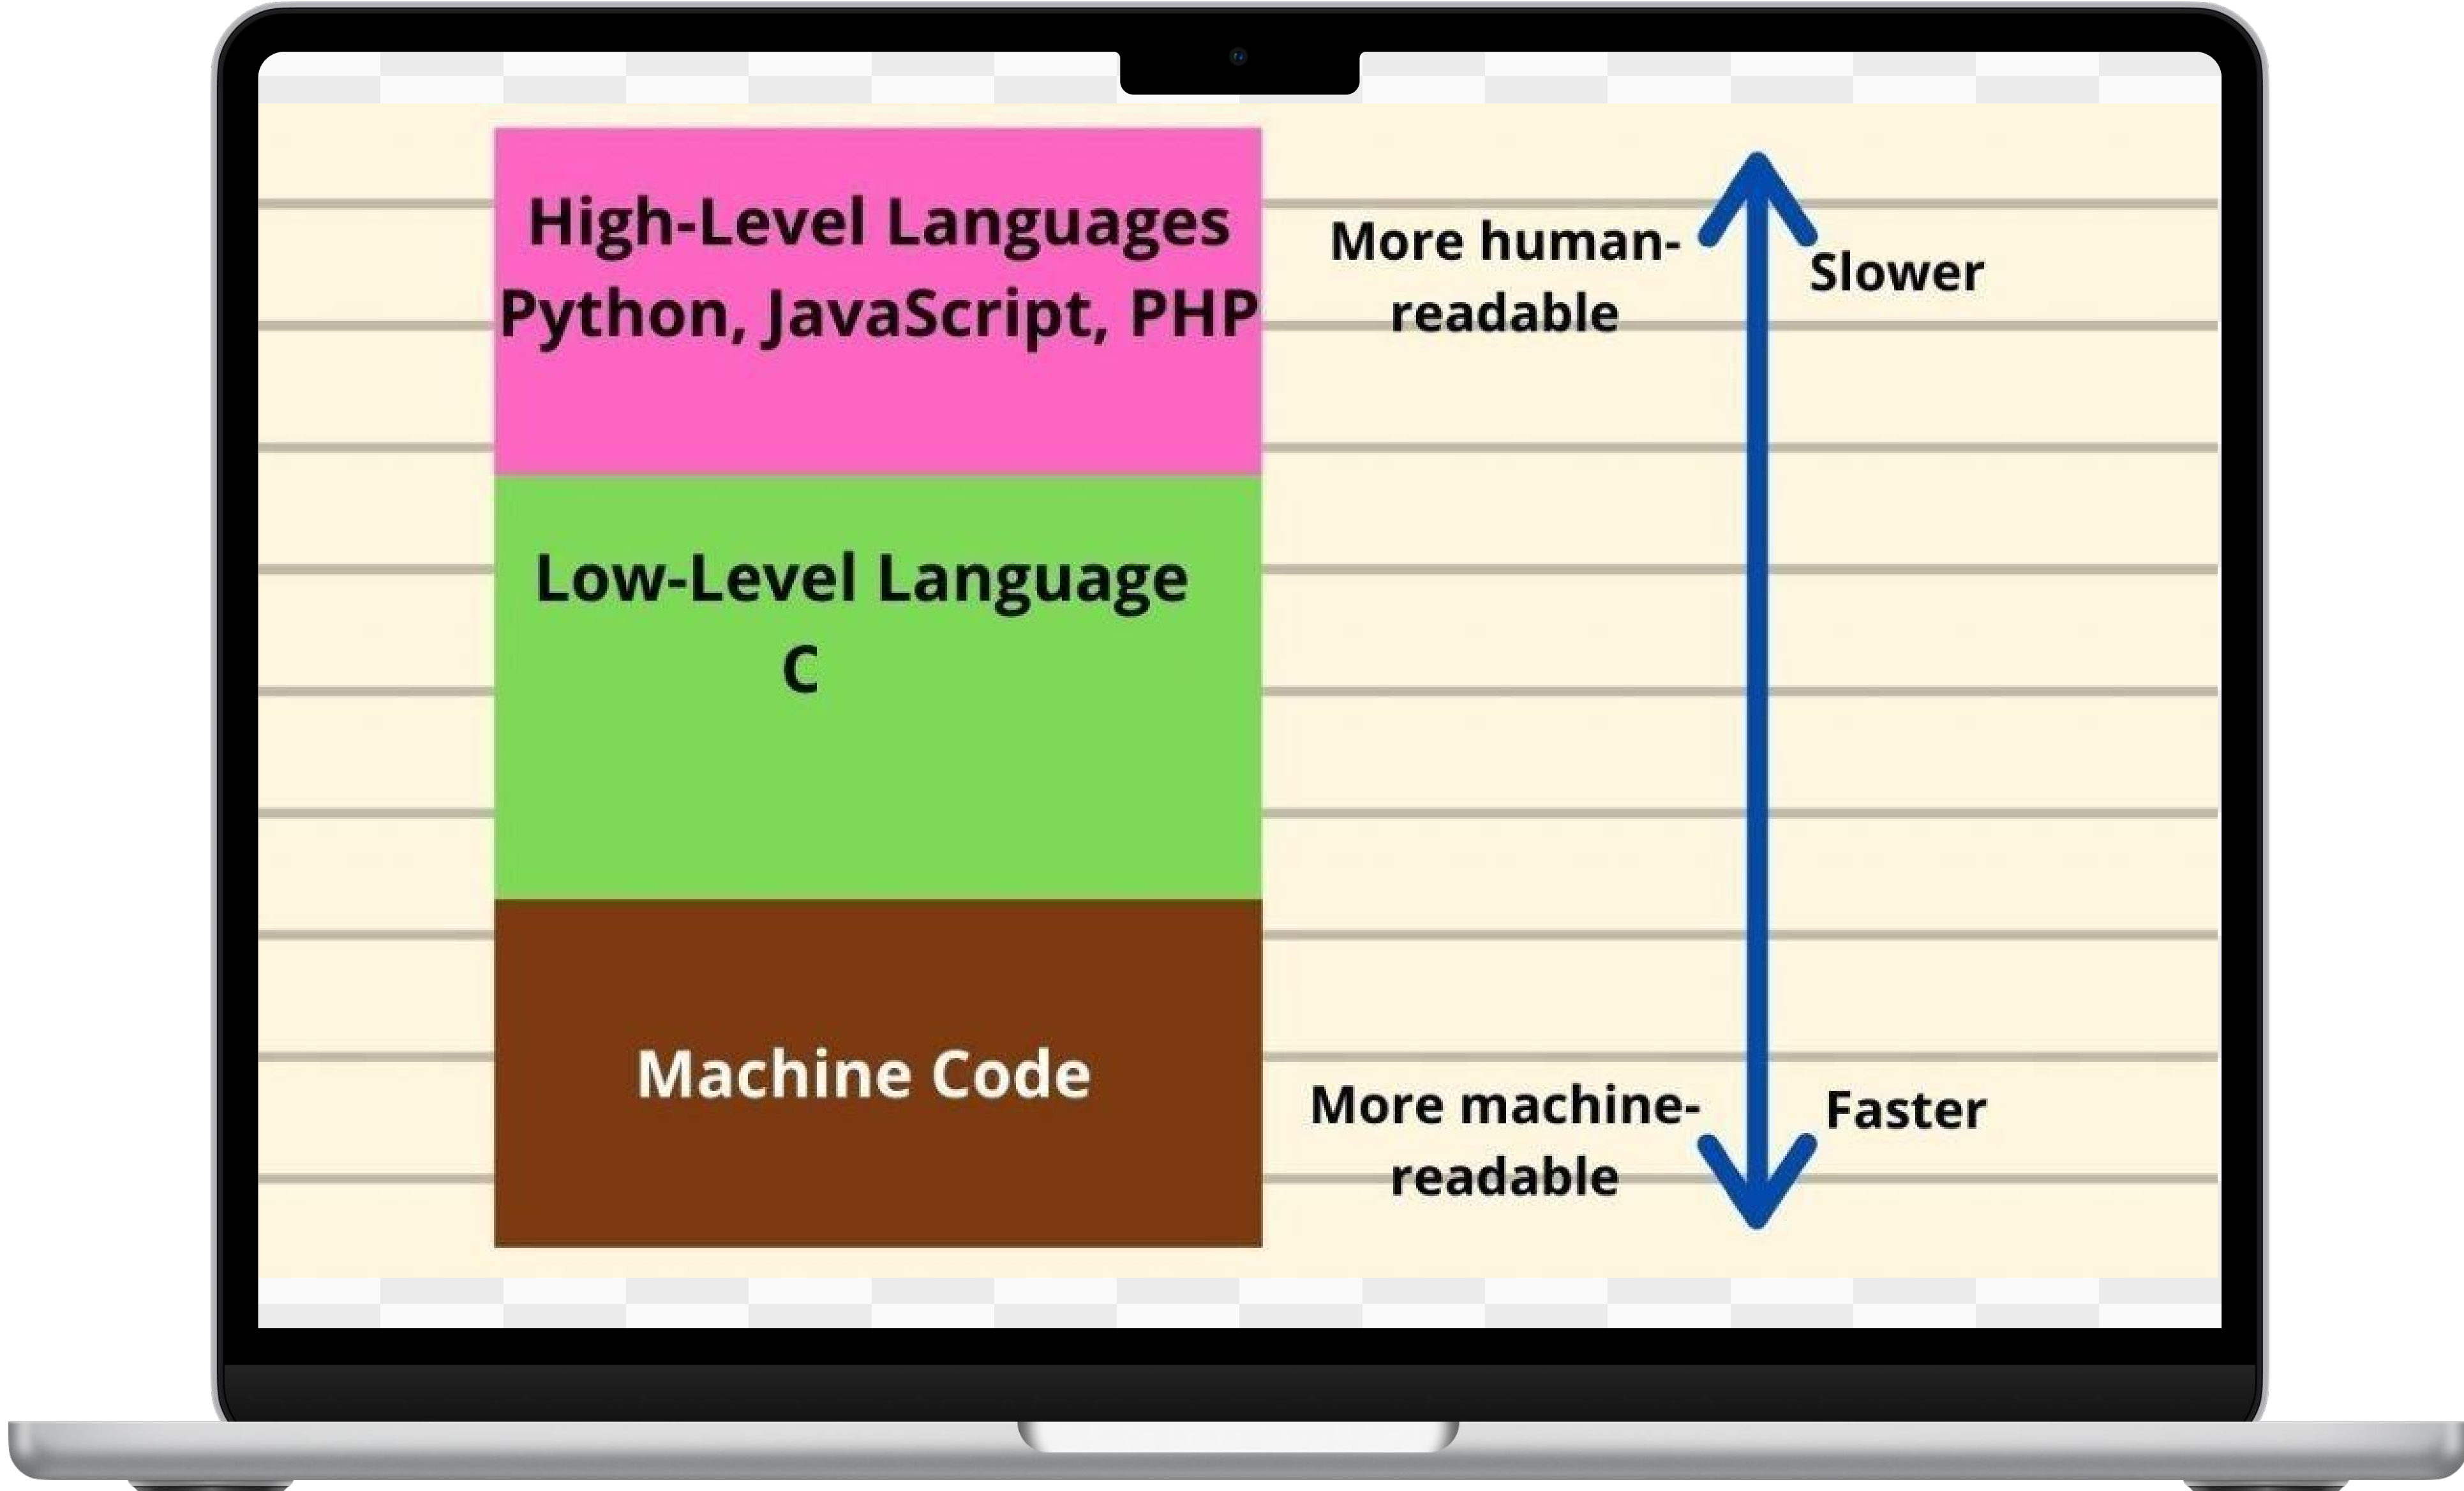 High-Level Languages
Python, JavaScript, PHP
More human-
readable
Slower
Low-Level Language
C
Machine Code
More machine-
readable
Faster